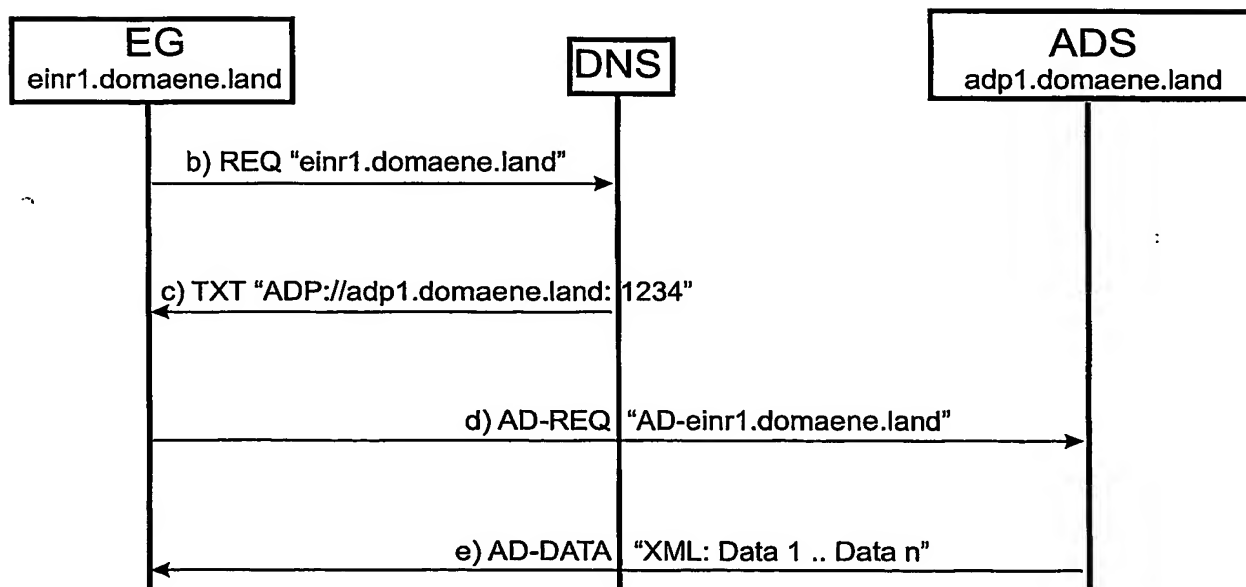 EG
einr1.domaene.land
DNS
ADS
adp1.domaene.land
b) REQ “einr1.domaene.land”
c) TXT “ADP://adp1.domaene.land: 1234”
d) AD-REQ “AD-einr1.domaene.land”
e) AD-DATA “XML: Data 1 .. Data n”